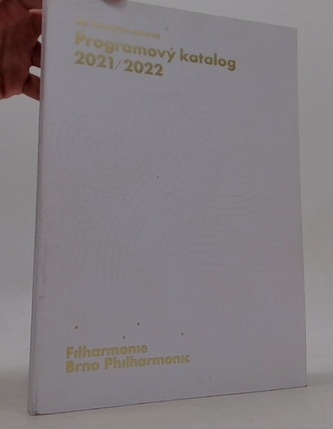 Programový katalog
2021/2022
Filharmonie
Brno Philharmonic